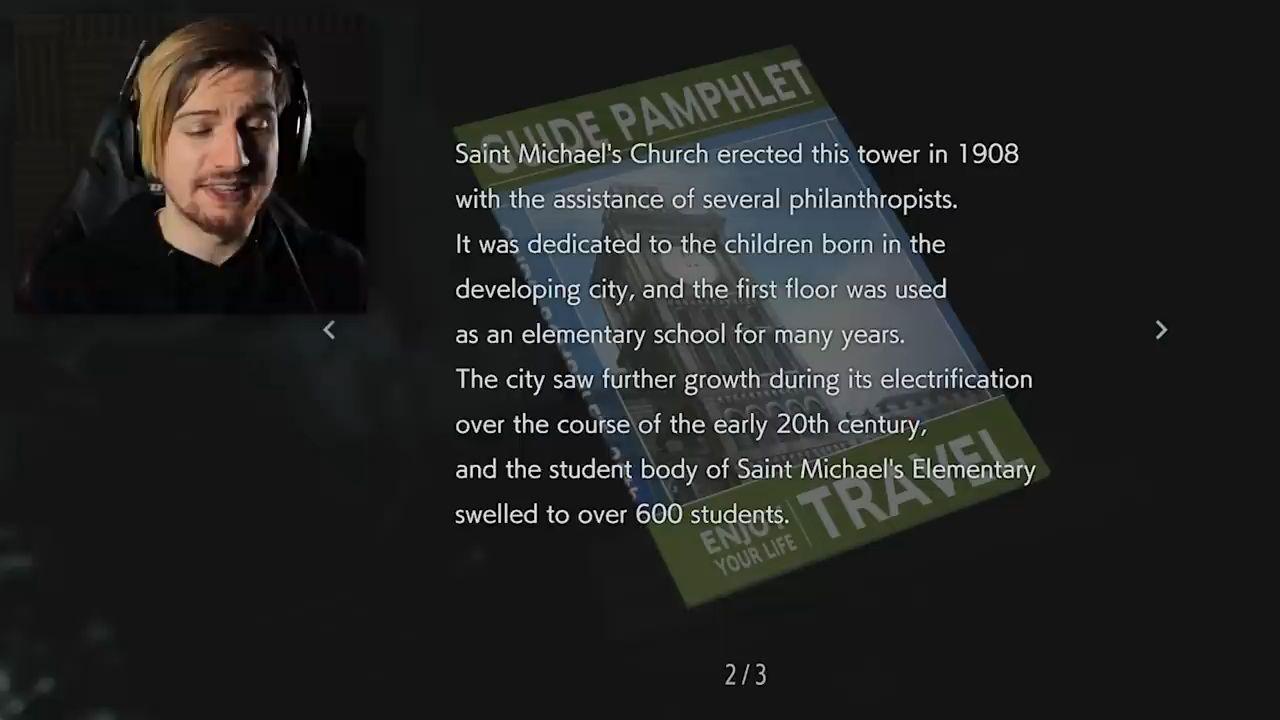 GUIDE PAMPHLET
Saint Michael's Church erected this tower in 1908
with the assistance of several philanthropists.
It was dedicated to the children born in the
developing city, and the first floor was used
as an elementary school for many years.
The city saw further growth during its electrification
over the course of the early 20th century,
and the student body of Saint Michael's Elementary
swelled to over 600 students.
ENJOY
YOUR LIFE
TRAVEL
2/3